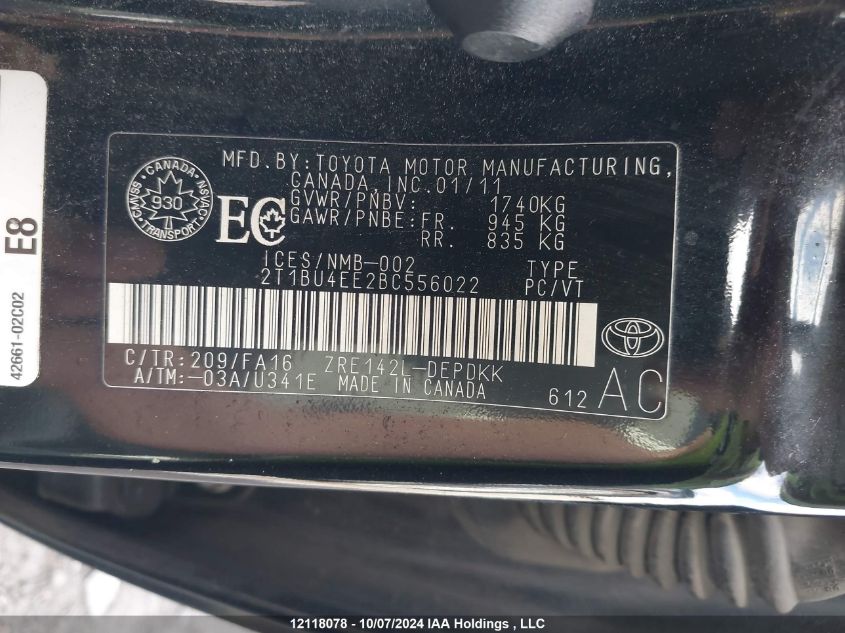 MFD. BY: TOYOTA MOTOR MANUFACTURING,
CANADA, INC. 01/11
GVWR/PNBV: 1740KG
GAWR/PNBE: FR. 945 KG
RR. 835 KG
CANADA
CMVSS
NSVAC
930
TRANSPORT
EC
ICES/NMB-002 TYPE
2T1BU4EE2BC556022 PC/VT
C/TR: 209/FA16 ZRE142L-DEPDKK
A/TM:-03A/U341E MADE IN CANADA
612 AC
E8
42661-02C02
12118078 - 10/07/2024 IAA Holdings , LLC